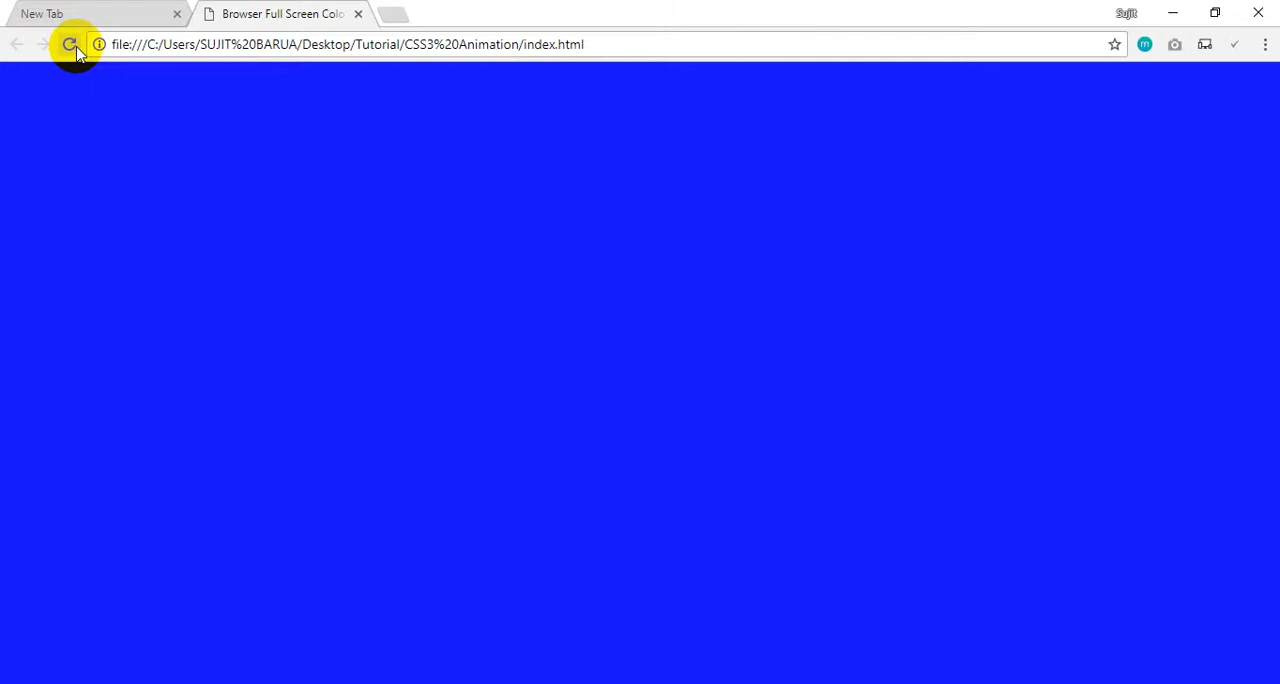 New Tab
Browser Full Screen Colo
Sujit
file:///C:/Users/SUJIT%20BARUA/Desktop/Tutorial/CSS3%20Animation/index.html
m